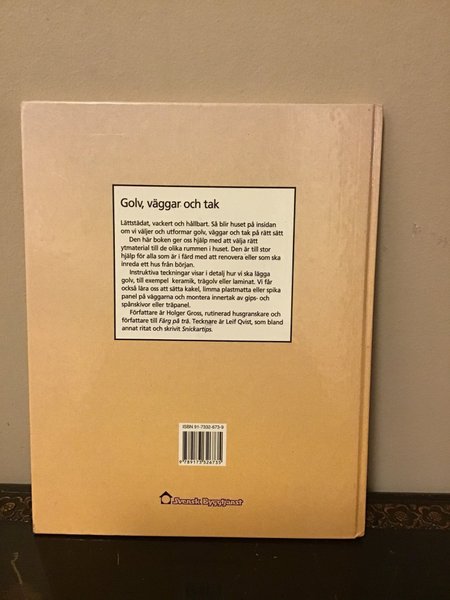 Golv, väggar och tak
Lättstädat, vackert och hållbart. Så blir huset på insidan
om vi väljer och utformar golv, väggar och tak på rätt sätt
Den här boken ger oss hjälp med att välja rätt
ytmaterial till de olika rummen i huset. Den är till stor
hjälp för alla som är i färd med att renovera eller som ska
inreda ett hus från början.
Instruktiva teckningar visar i detalj hur vi ska lägga
golv, till exempel keramik, trägolv eller laminat. Vi får
också lära oss att sätta kakel, limma plastmatta eller spika
panel på väggarna och montera innertak av gips- och
spånskivor eller träpanel.
Författare är Holger Gross, rutinerad husgranskare och
författare till Färg på trä. Tecknare är Leif Qvist, som bland
annat ritat och skrivit Snickartips.
ISBN 91-7332-673-9
9 789173 326735
Svensk Byggtjänst